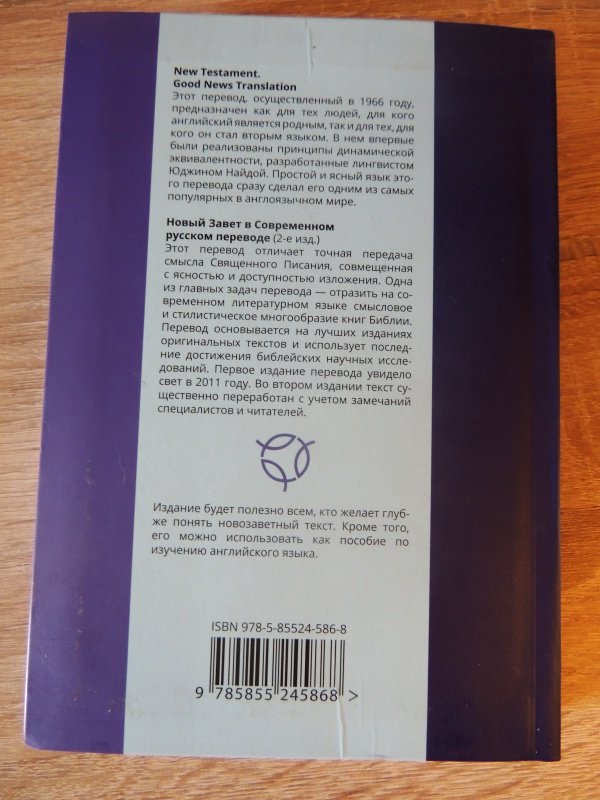 New Testament.
Good News Translation
Этот перевод, осуществленный в 1966 году,
предназначен как для тех людей, для кого
английский является родным, так и для тех, для
кого он стал вторым языком. В нем впервые
были реализованы принципы динамической
эквивалентности, разработанные лингвистом
Юджином Найдой. Простой и ясный язык это-
го перевода сразу сделал его одним из самых
популярных в англоязычном мире.
Новый Завет в Современном
русском переводе (2-е изд.)
Этот перевод отличает точная передача
смысла Священного Писания, совмещенная
с ясностью и доступностью изложения. Одна
из главных задач перевода — отразить на со-
временном литературном языке смысловое
и стилистическое многообразие книг Библии.
Перевод основывается на лучших изданиях
оригинальных текстов и использует послед-
ние достижения библейских научных иссле-
дований. Первое издание перевода увидело
свет в 2011 году. Во втором издании текст су-
щественно переработан с учетом замечаний
специалистов и читателей.
Издание будет полезно всем, кто желает глуб-
же понять новозаветный текст. Кроме того,
его можно использовать как пособие по
изучению английского языка.
ISBN 978-5-85524-586-8
9 785855 245868 >